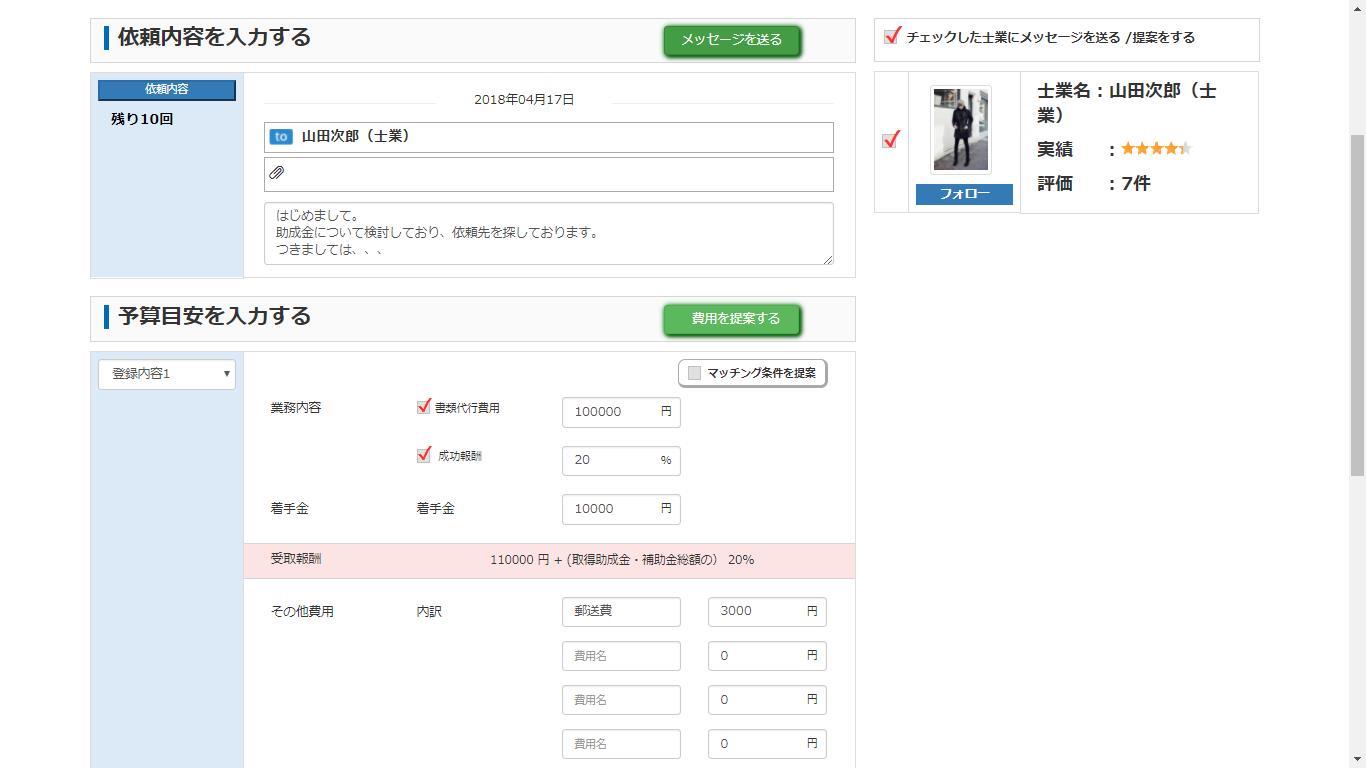 依頼内容を入力する
メッセージを送る
依頼内容
残り10回
2018年04月17日
to 山田次郎（士業）
はじめまして。
助成金について検討しており、依頼先を探しております。
つきましては、、、
予算目安を入力する
費用を提案する
登録内容1
マッチング条件を提案
業務内容 書類代行費用 100000 円
成功報酬 20 %
着手金 着手金 10000 円
受取報酬 110000 円 + (取得助成金・補助金総額の） 20%
その他費用 内訳 郵送費 3000 円
費用名 0 円
費用名 0 円
費用名 0 円
チェックした士業にメッセージを送る /提案をする
士業名：山田次郎（士
業）
実績 ：
評価 ：7件
フォロー